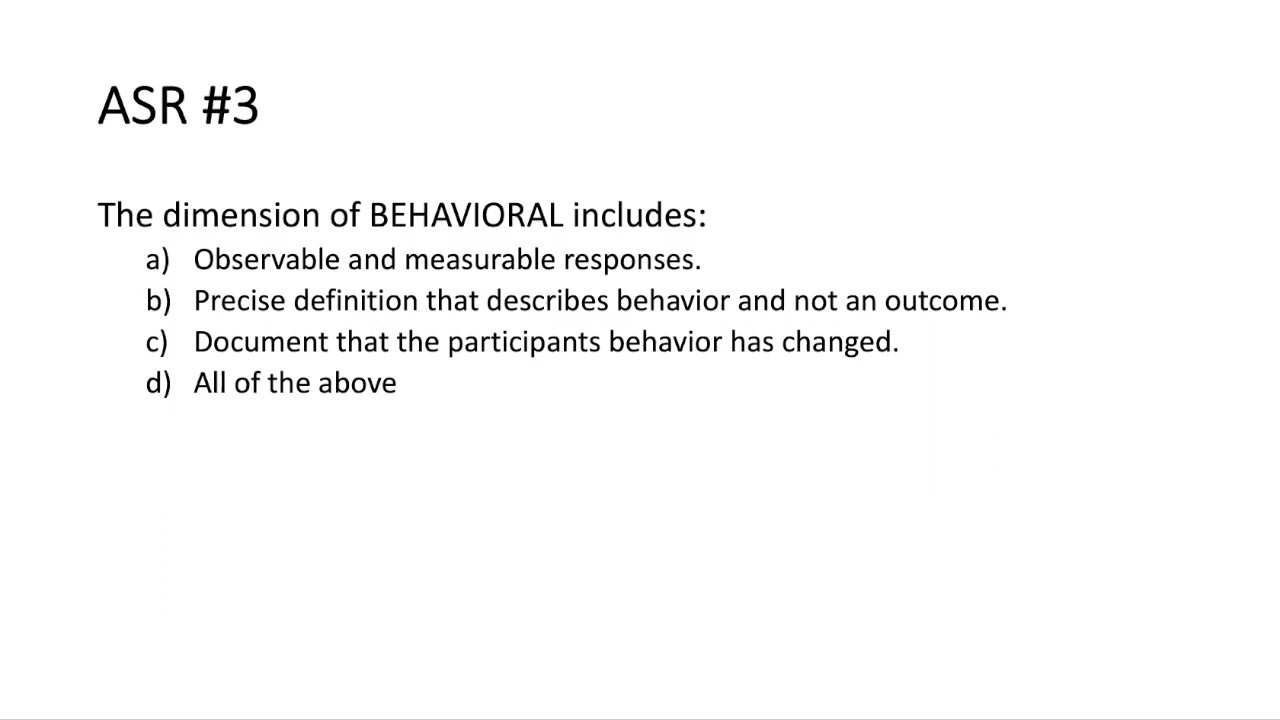 ASR #3
The dimension of BEHAVIORAL includes:
a) Observable and measurable responses.
b) Precise definition that describes behavior and not an outcome.
c) Document that the participants behavior has changed.
d) All of the above